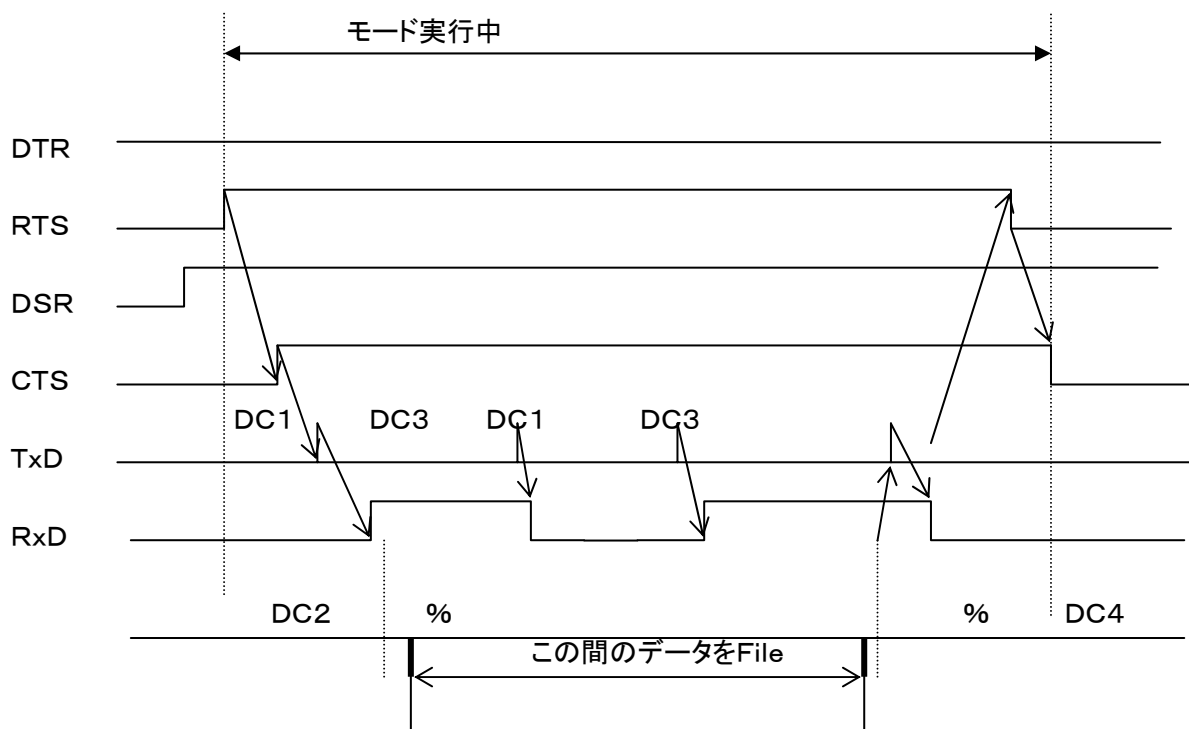 モード実行中
DTR
RTS
DSR
CTS
DC1 DC3 DC1 DC3
TxD
RxD
DC2 % % DC4
この間のデータをFile